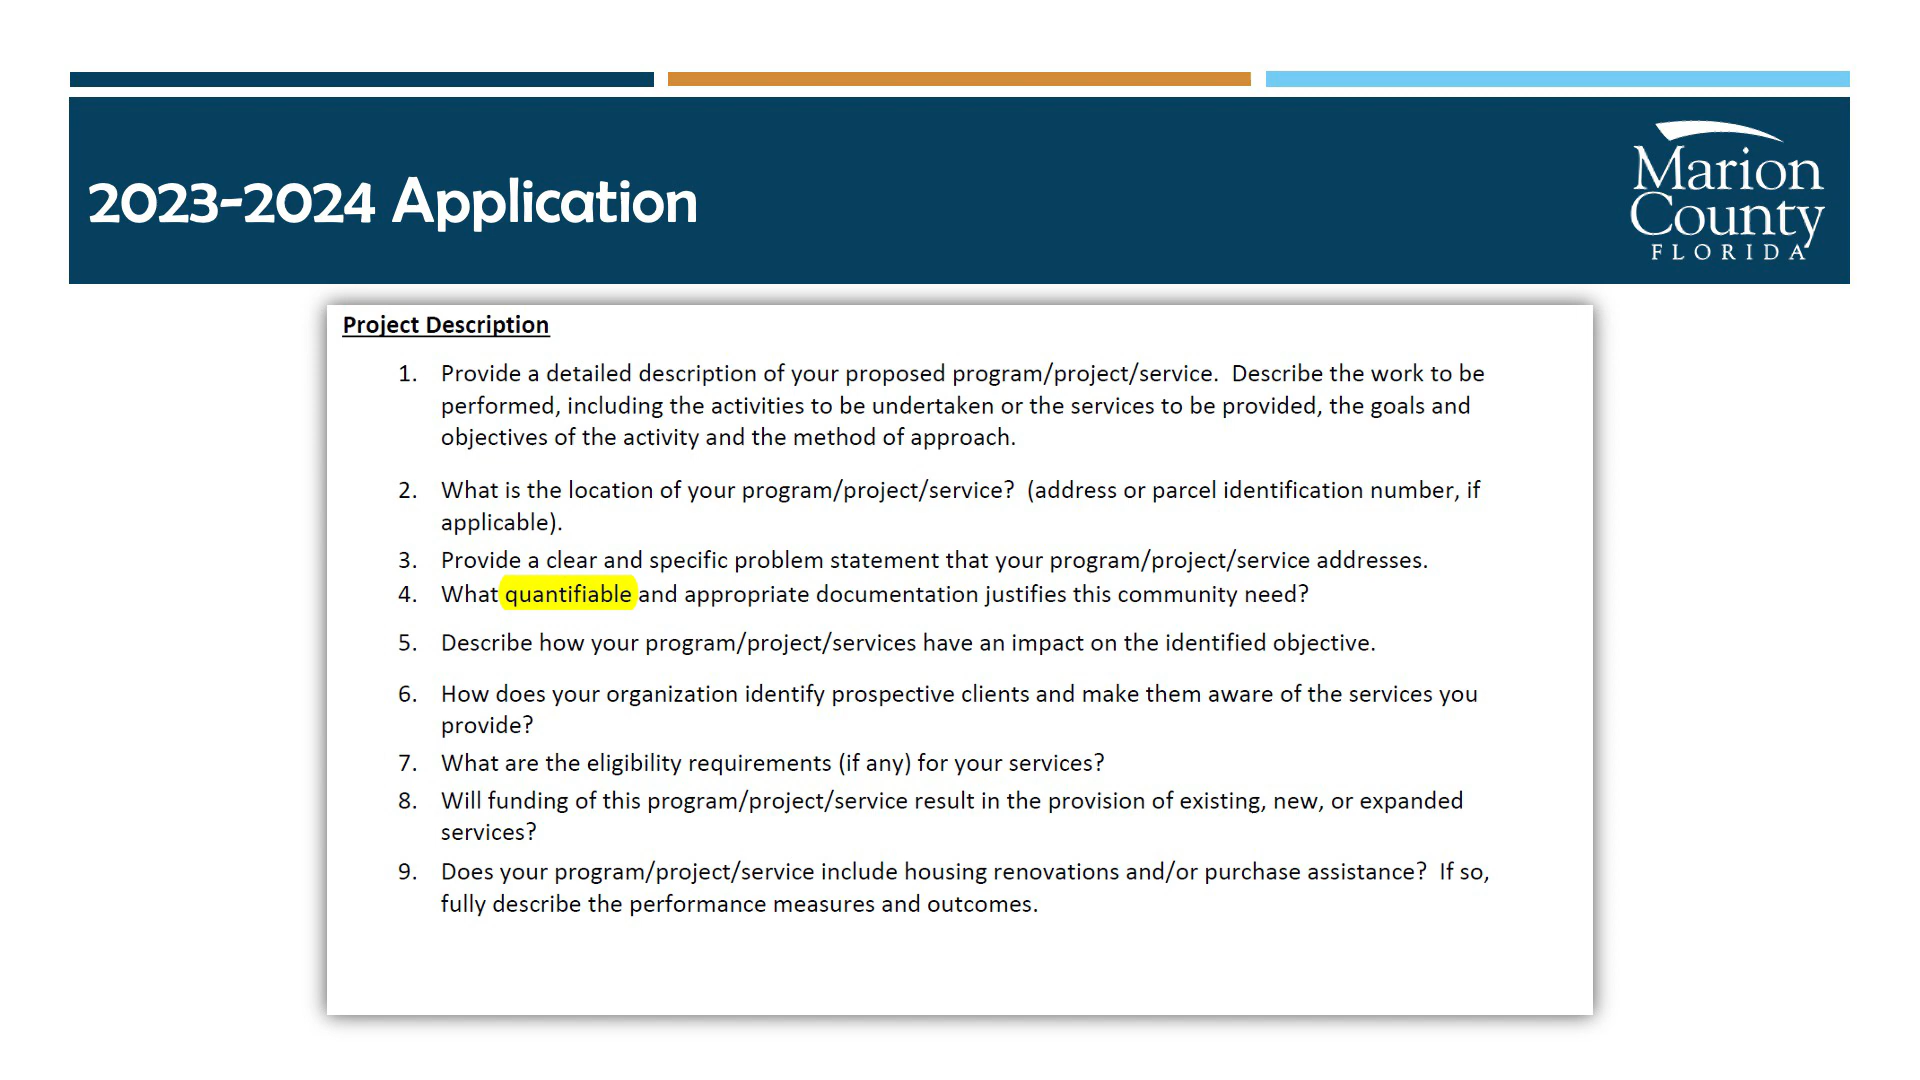 2023-2024 Application
Marion
County
FLORIDA
Project Description
1. Provide a detailed description of your proposed program/project/service. Describe the work to be
performed, including the activities to be undertaken or the services to be provided, the goals and
objectives of the activity and the method of approach.
2. What is the location of your program/project/service? (address or parcel identification number, if
applicable).
3. Provide a clear and specific problem statement that your program/project/service addresses.
4. What quantifiable and appropriate documentation justifies this community need?
5. Describe how your program/project/services have an impact on the identified objective.
6. How does your organization identify prospective clients and make them aware of the services you
provide?
7. What are the eligibility requirements (if any) for your services?
8. Will funding of this program/project/service result in the provision of existing, new, or expanded
services?
9. Does your program/project/service include housing renovations and/or purchase assistance? If so,
fully describe the performance measures and outcomes.